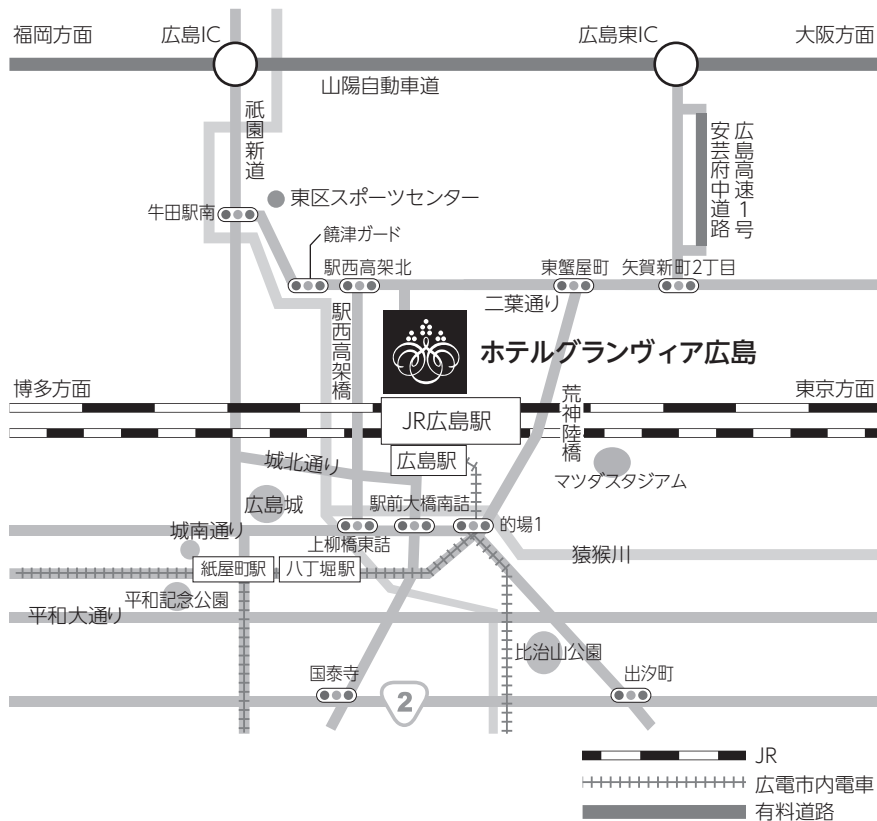 福岡方面
広島IC
広島東IC
大阪方面
山陽自動車道
祇園新道
広島高速1号
安芸府中道路
東区スポーツセンター
牛田駅南
饒津ガード
駅西高架北
東蟹屋町
矢賀新町2丁目
二葉通り
駅西高架橋
ホテルグランヴィア広島
博多方面
荒神陸橋
東京方面
JR広島駅
広島駅
城北通り
マツダスタジアム
広島城
駅前大橋南詰
城南通り
上柳橋東詰
的場1
猿猴川
紙屋町駅
八丁堀駅
平和記念公園
平和大通り
比治山公園
国泰寺
出汐町
2
JR
広電市内電車
有料道路